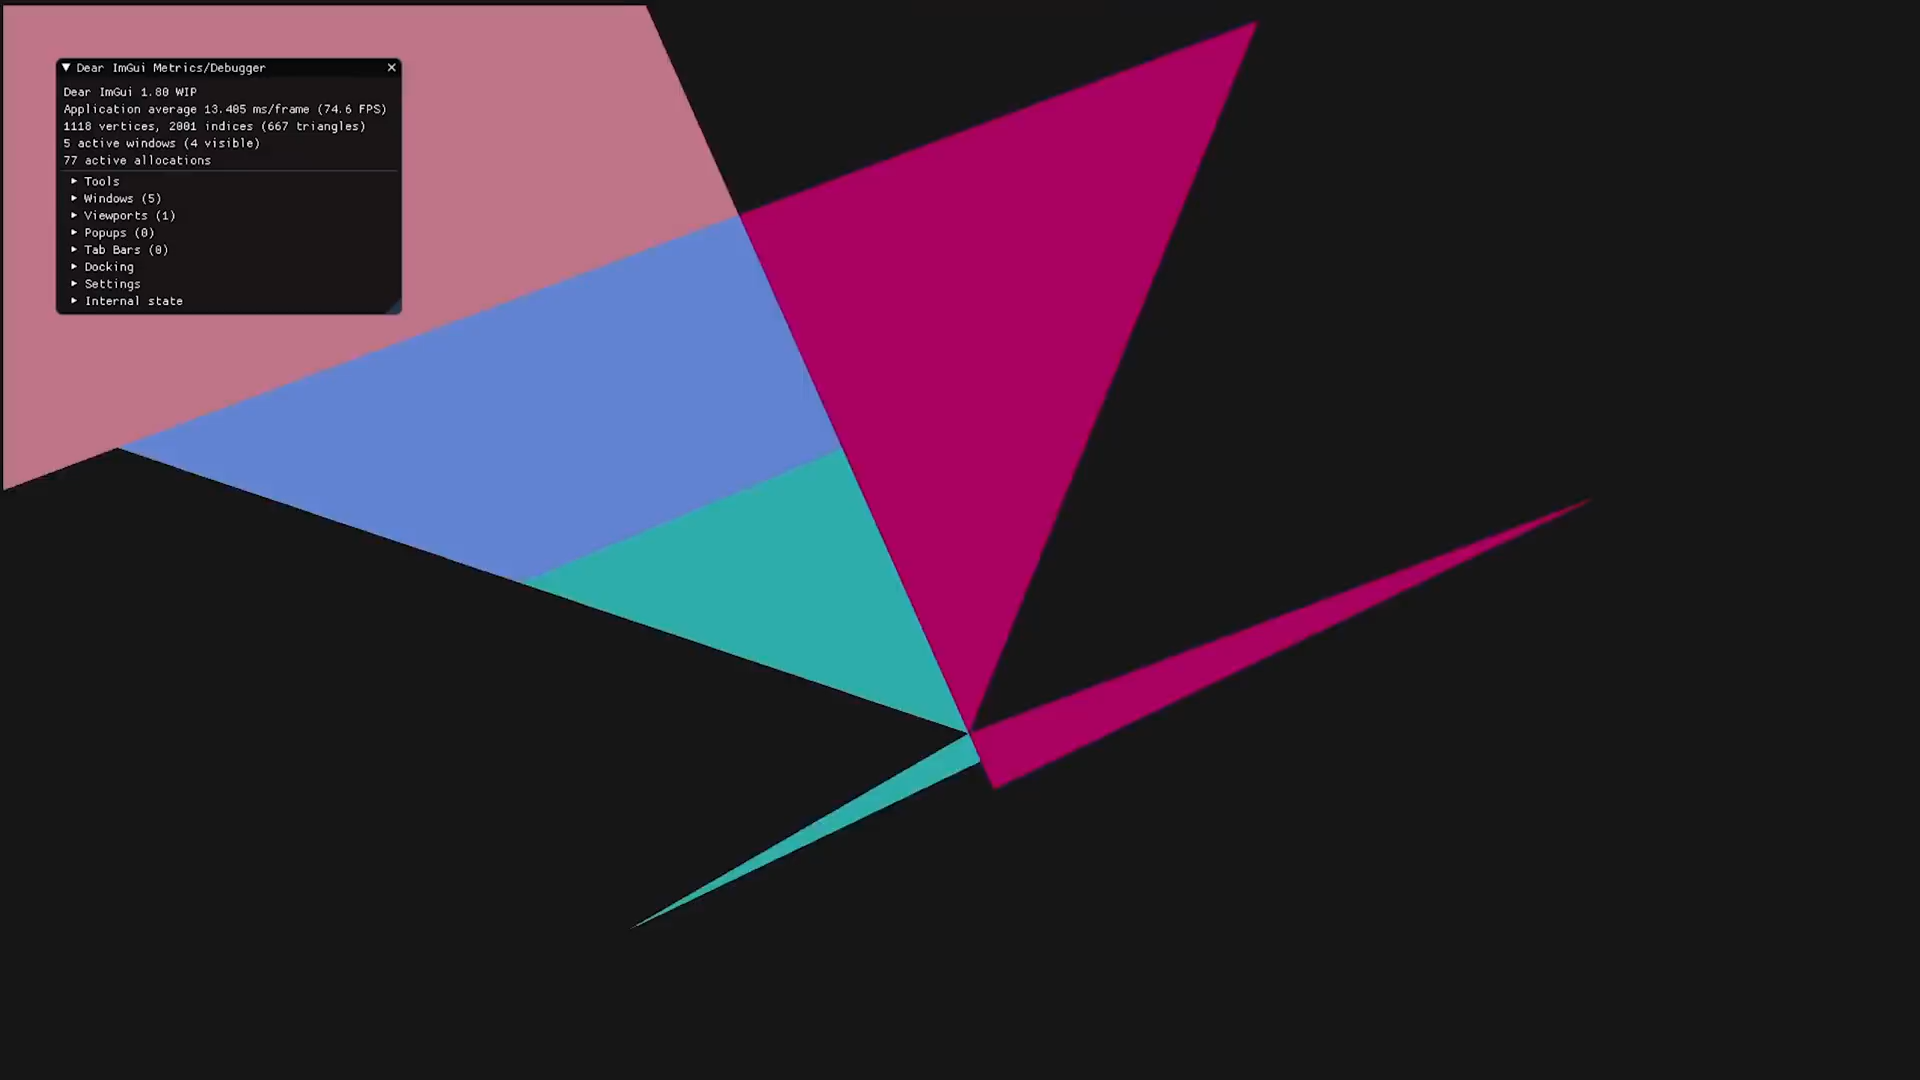 Dear ImGui Metrics/Debugger
Dear ImGui 1.80 WIP
Application average 13.405 ms/frame (74.6 FPS)
1118 vertices, 2001 indices (667 triangles)
5 active windows (4 visible)
77 active allocations
Tools
Windows (5)
Viewports (1)
Popups (0)
Tab Bars (0)
Docking
Settings
Internal state